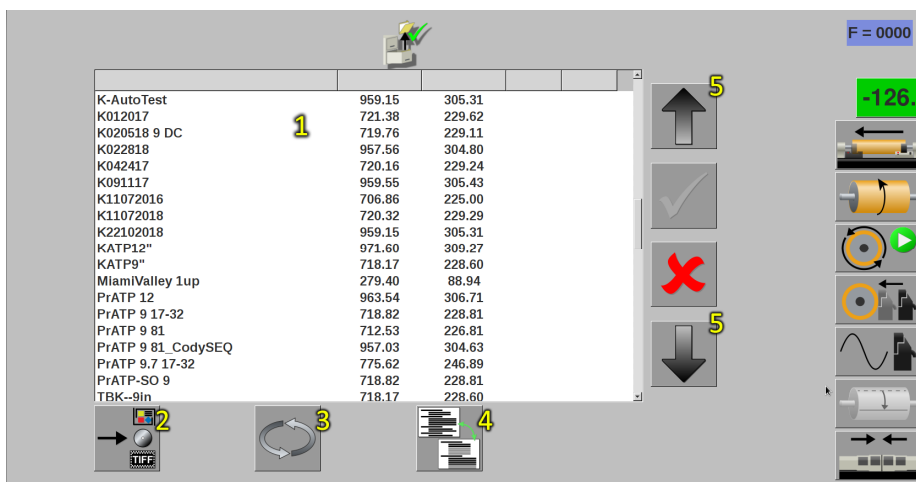 F = 0000
-126.
5
K-AutoTest 959.15 305.31
K012017 721.38 229.62
1
K020518 9 DC 719.76 229.11
K022818 957.56 304.80
K042417 720.16 229.24
K091117 959.55 305.43
K11072016 706.86 225.00
K11072018 720.32 229.29
K22102018 959.15 305.31
KATP12" 971.60 309.27
KATP9" 718.17 228.60
MiamiValley 1up 279.40 88.94
PrATP 12 963.54 306.71
PrATP 9 17-32 718.82 228.81
5
PrATP 9 81 712.53 226.81
PrATP 9 81_CodySEQ 957.03 304.63
PrATP 9.7 17-32 775.62 246.89
PrATP-SO 9 718.82 228.81
TBK--9in 718.17 228.60
2 3 4
TIFF